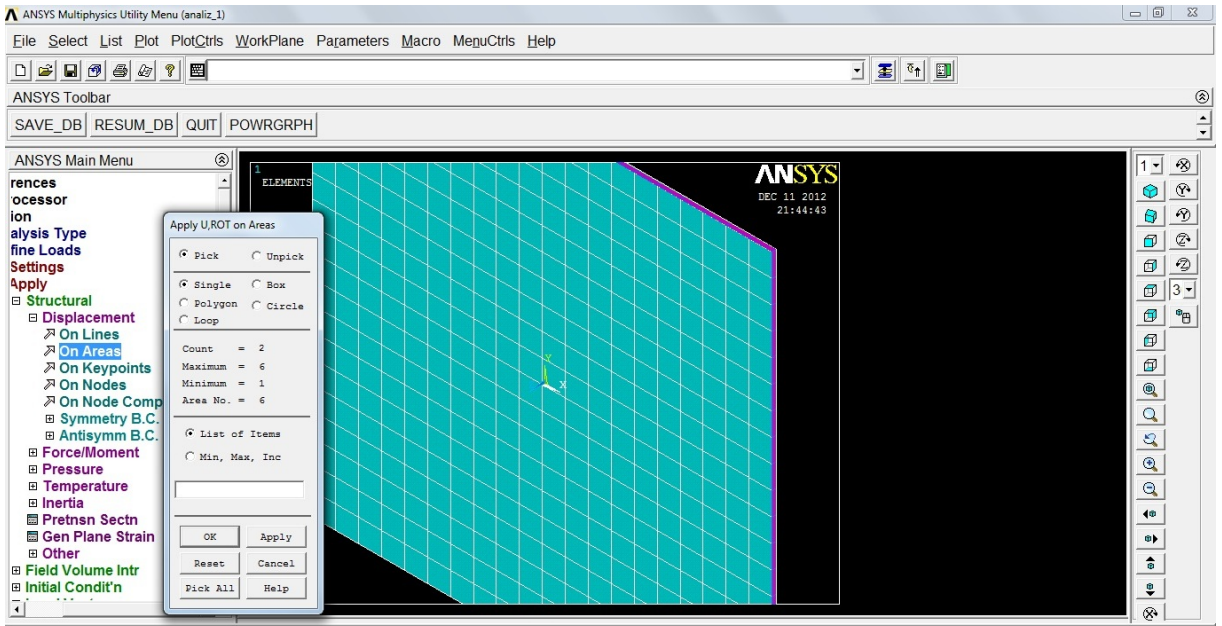 ANSYS Multiphysics Utility Menu (analiz_1)
File Select List Plot PlotCtrls WorkPlane Parameters Macro MenuCtrls Help
ANSYS Toolbar
SAVE_DB RESUM_DB QUIT POWRGRPH
ANSYS Main Menu
rences
rocessor
ion
alysis Type
fine Loads
Settings
Apply
Structural
Displacement
On Lines
On Areas
On Keypoints
On Nodes
On Node Comp
Symmetry B.C.
Antisymm B.C.
Force/Moment
Pressure
Temperature
Inertia
Pretnsn Sectn
Gen Plane Strain
Other
Field Volume Intr
Initial Condit'n
Apply U,ROT on Areas
Pick Unpick
Single Box
Polygon Circle
Loop
Count = 2
Maximum = 6
Minimum = 1
Area No. = 6
List of Items
Min, Max, Inc
OK Apply
Reset Cancel
Pick All Help
1
ELEMENTS
ANSYS
DEC 11 2012
21:44:43
Y
X
1
3